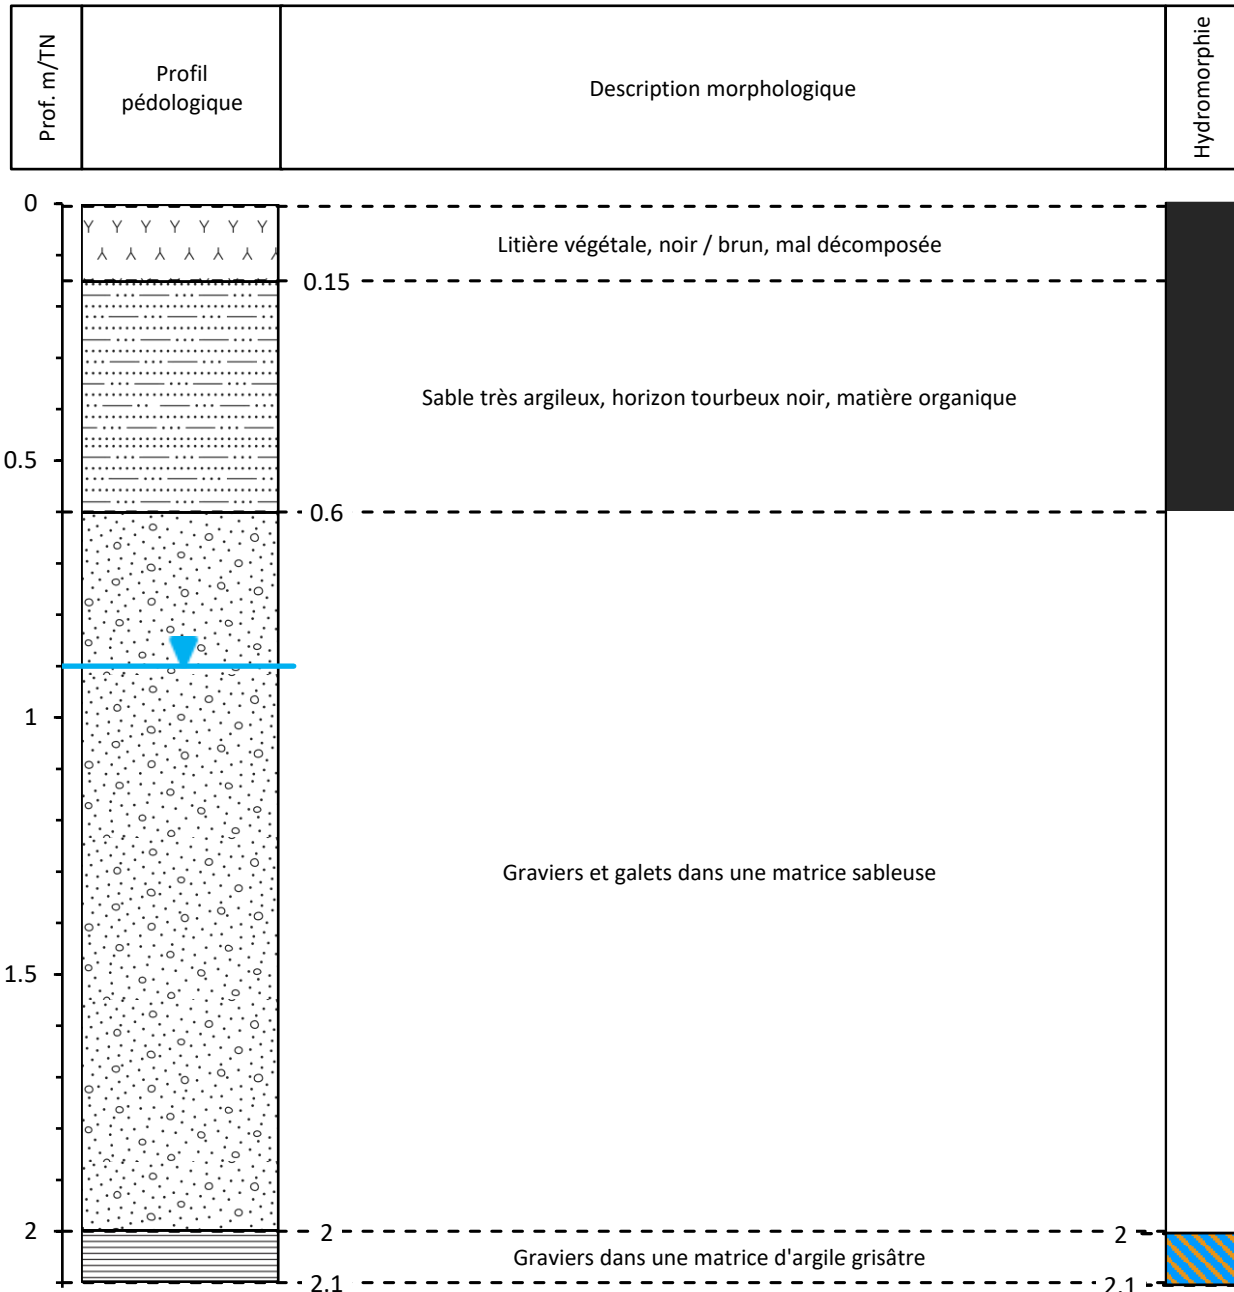 Prof. m/TN
Profil
pédologique
Description morphologique
Hydromorphie
0
Litière végétale, noir / brun, mal décomposée
0.15
Sable très argileux, horizon tourbeux noir, matière organique
0.5
0.6
1
Graviers et galets dans une matrice sableuse
1.5
2
2
2
Graviers dans une matrice d'argile grisâtre
2.1
2.1